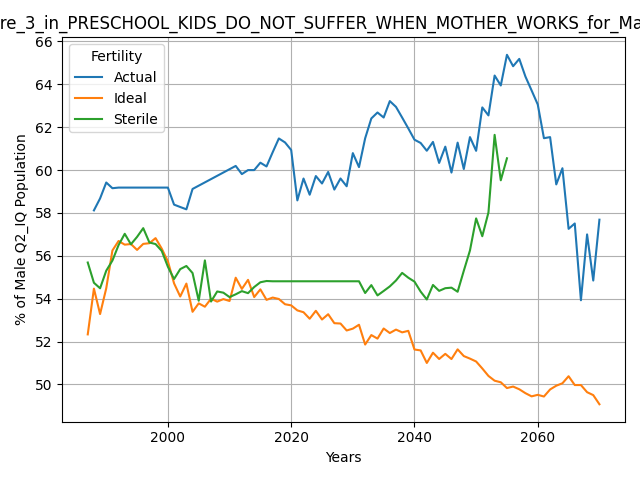 re_3_in_PRESCHOOL_KIDS_DO_NOT_SUFFER_WHEN_MOTHER_WORKS_for_Ma
Fertility
Actual
Ideal
Sterile
66
64
62
60
58
56
54
52
50
% of Male Q2_IQ Population
2000
2020
2040
2060
Years